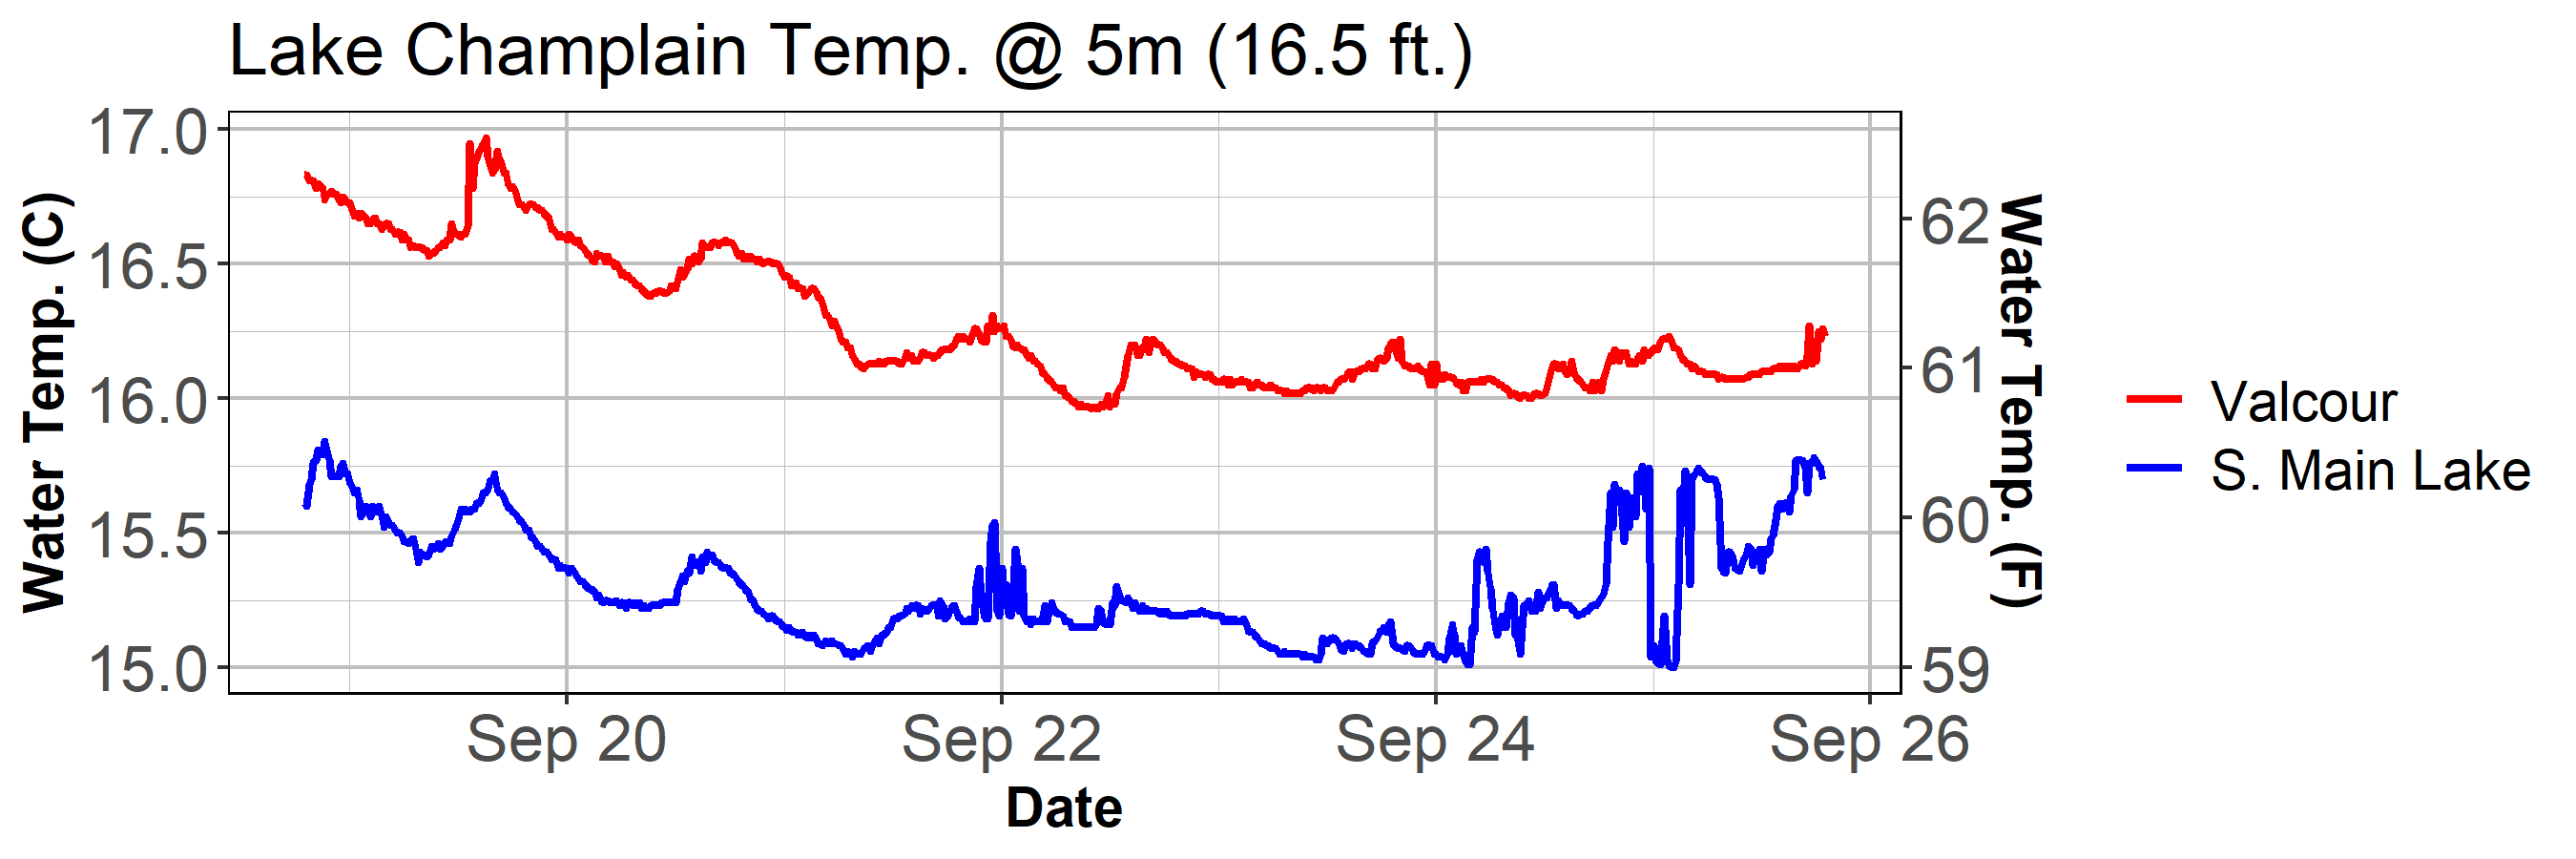 Lake Champlain Temp. @ 5m (16.5 ft.)
Water Temp. (C)
17.0
16.5
16.0
15.5
15.0
62
61
60
59
Water Temp. (F)
Sep 20
Sep 22
Sep 24
Sep 26
Date
Valcour
S. Main Lake